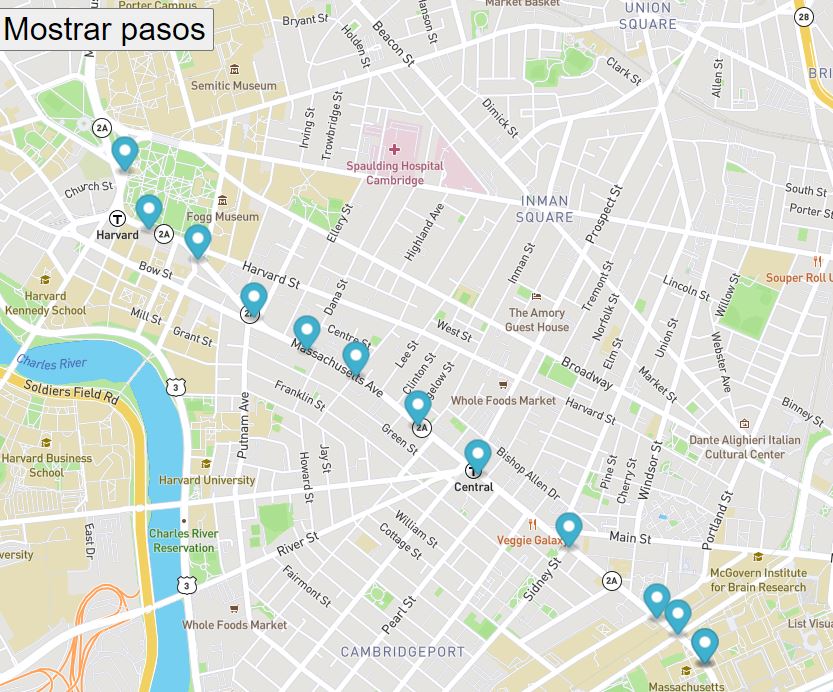 Porter Campus
Market Basket
UNION
SQUARE
28
Mostrar pasos
Bryant St
Holden St
Beacon St
Hanson St
Clark St
Allen St
Semitic Museum
2A
Irving St
Trowbridge St
Dimick St
Spaulding Hospital
Cambridge
Church St
South St
Porter St
INMAN
SQUARE
Prospect St
Fogg Museum
T
Harvard
2A
Ellery St
Highland Ave
Inman St
Bow St
Harvard St
Souper Roll U
Tremont St
Lincoln St
Willow St
Harvard
Kennedy School
Dana St
Norfolk St
Mill St
Grant St
2A
The Amory
Guest House
Centre St
West St
Union St
Elm St
Webster Ave
Massachusetts Ave
Lee St
Clinton St
Charles River
Broadway
Market St
Soldiers Field Rd
3
Franklin St
Whole Foods Market
Harvard St
Binney St
Putnam Ave
2A
Green St
Dante Alighieri Italian
Cultural Center
Harvard Business
School
Jay St
Howard St
Harvard University
T
Central
Bishop Allen Dr
Pine St
Cherry St
Windsor St
Portland St
East Dr
Charles River
Reservation
William St
Cottage St
Veggie Galaxy
Main St
River St
Sidney St
2A
McGovern Institute
for Brain Research
3
Fairmont St
Pearl St
Whole Foods Market
List Visua
CAMBRIDGEPORT
Massachusetts